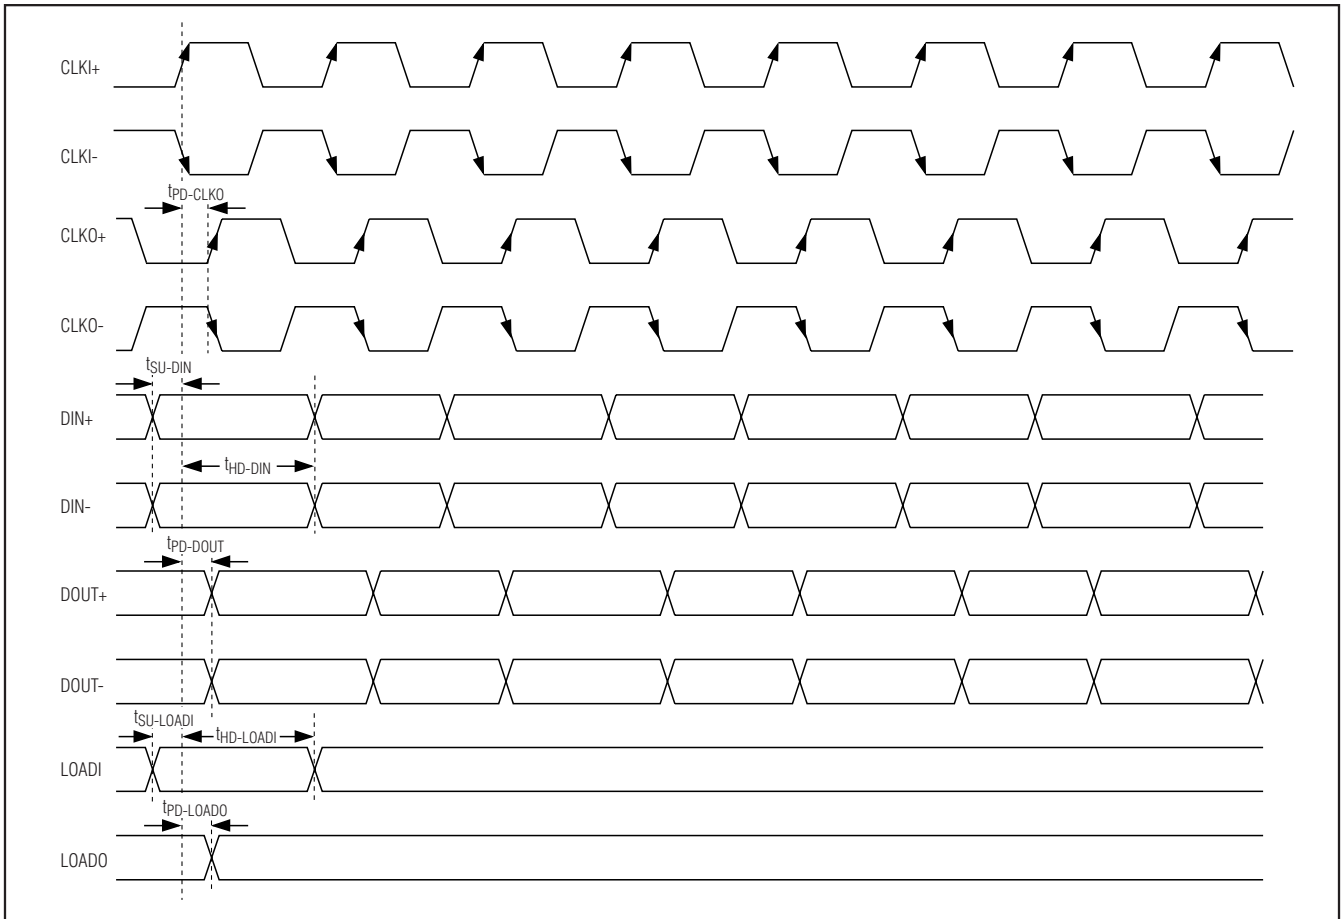 CLKI+
CLKI-
tPD-CLKO
CLKO+
CLKO-
tSU-DIN
DIN+
tHD-DIN
DIN-
tPD-DOUT
DOUT+
DOUT-
tSU-LOADI
tHD-LOADI
LOADI
tPD-LOADO
LOADO